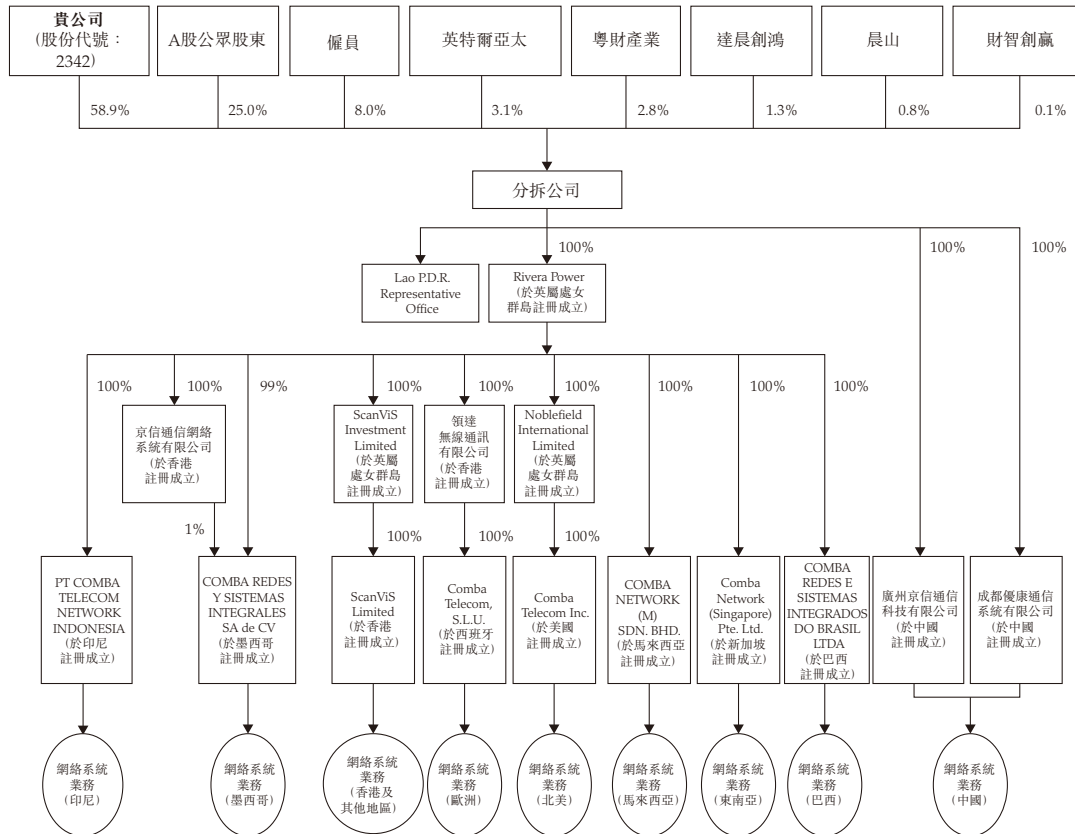 貴公司
(股份代號：
2342)
A股公眾股東
僱員
英特爾亞太
粵財產業
達晨創鴻
晨山
財智創贏
58.9%
25.0%
8.0%
3.1%
2.8%
1.3%
0.8%
0.1%
分拆公司
100%
100%
100%
Lao P.D.R.
Representative
Office
Rivera Power
(於英屬處女
群島註冊成立)
100%
100%
99%
100%
100%
100%
100%
100%
100%
京信通信網絡
系統有限公司
(於香港
註冊成立)
ScanViS
Investment
Limited
(於英屬
處女群島
註冊成立)
領達
無線通訊
有限公司
(於香港
註冊成立)
Noblefield
International
Limited
(於英屬
處女群島
註冊成立)
1%
100%
100%
100%
PT COMBA
TELECOM
NETWORK
INDONESIA
(於印尼
註冊成立)
COMBA REDES
Y SISTEMAS
INTEGRALES
SA de CV
(於墨西哥
註冊成立)
ScanViS
Limited
(於香港
註冊成立)
Comba
Telecom,
S.L.U.
(於西班牙
註冊成立)
Comba
Telecom Inc.
(於美國
註冊成立)
COMBA
NETWORK
(M)
SDN. BHD.
(於馬來西亞
註冊成立)
Comba
Network
(Singapore)
Pte. Ltd.
(於新加坡
註冊成立)
COMBA
REDES E
SISTEMAS
INTEGRADOS
DO BRASIL
LTDA
(於巴西
註冊成立)
廣州京信通信
科技有限公司
(於中國
註冊成立)
成都優康通信
系統有限公司
(於中國
註冊成立)
網絡系統
業務
(印尼)
網絡系統
業務
(墨西哥)
網絡系統
業務
(香港及
其他地區)
網絡系統
業務
(歐洲)
網絡系統
業務
(北美)
網絡系統
業務
(馬來西亞)
網絡系統
業務
(東南亞)
網絡系統
業務
(巴西)
網絡系統
業務
(中國)